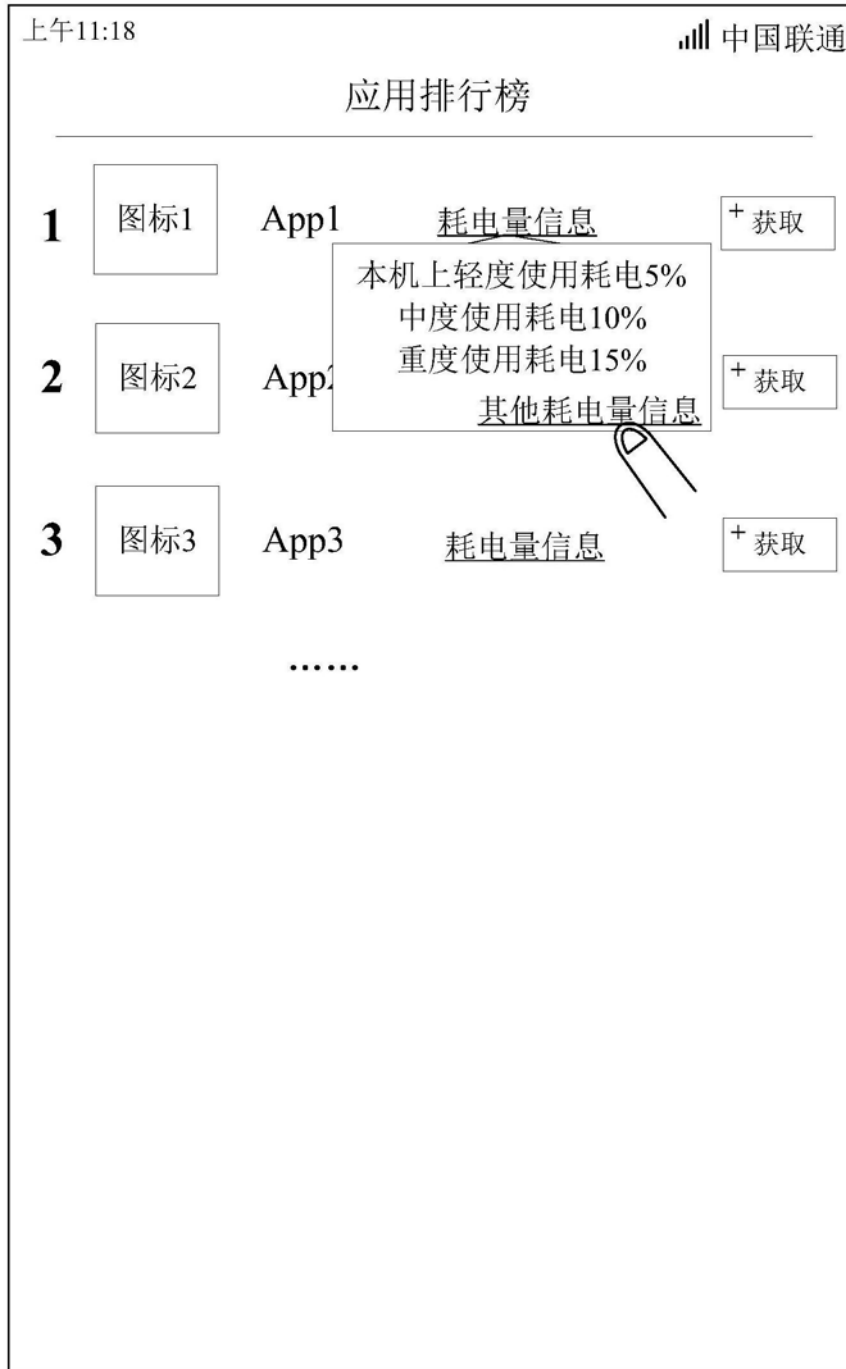 上午11:18 中国联通
应用排行榜
1 图标1 App1 耗电量信息 +获取
本机上轻度使用耗电5%
中度使用耗电10%
重度使用耗电15%
其他耗电量信息
2 图标2 App2 +获取
3 图标3 App3 耗电量信息 +获取
……